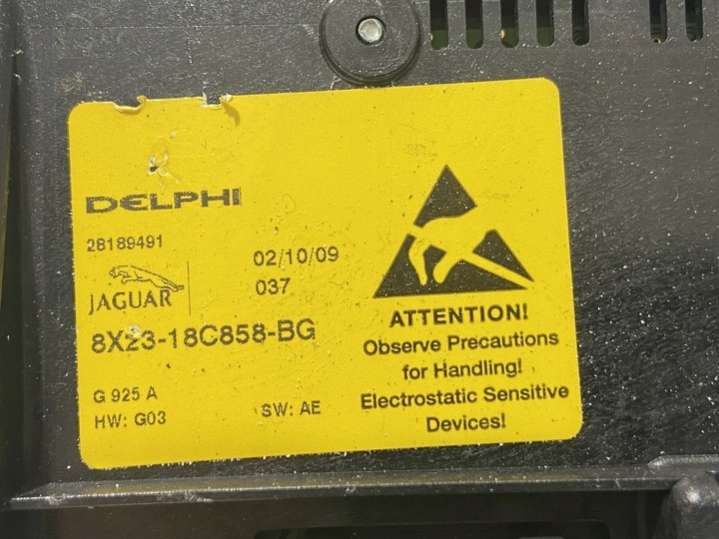 DELPHI
28189491
02/10/09
JAGUAR
037
8X23-18C858-BG
G 925 A
HW: G03
SW: AE
ATTENTION!
Observe Precautions
for Handling!
Electrostatic Sensitive
Devices!